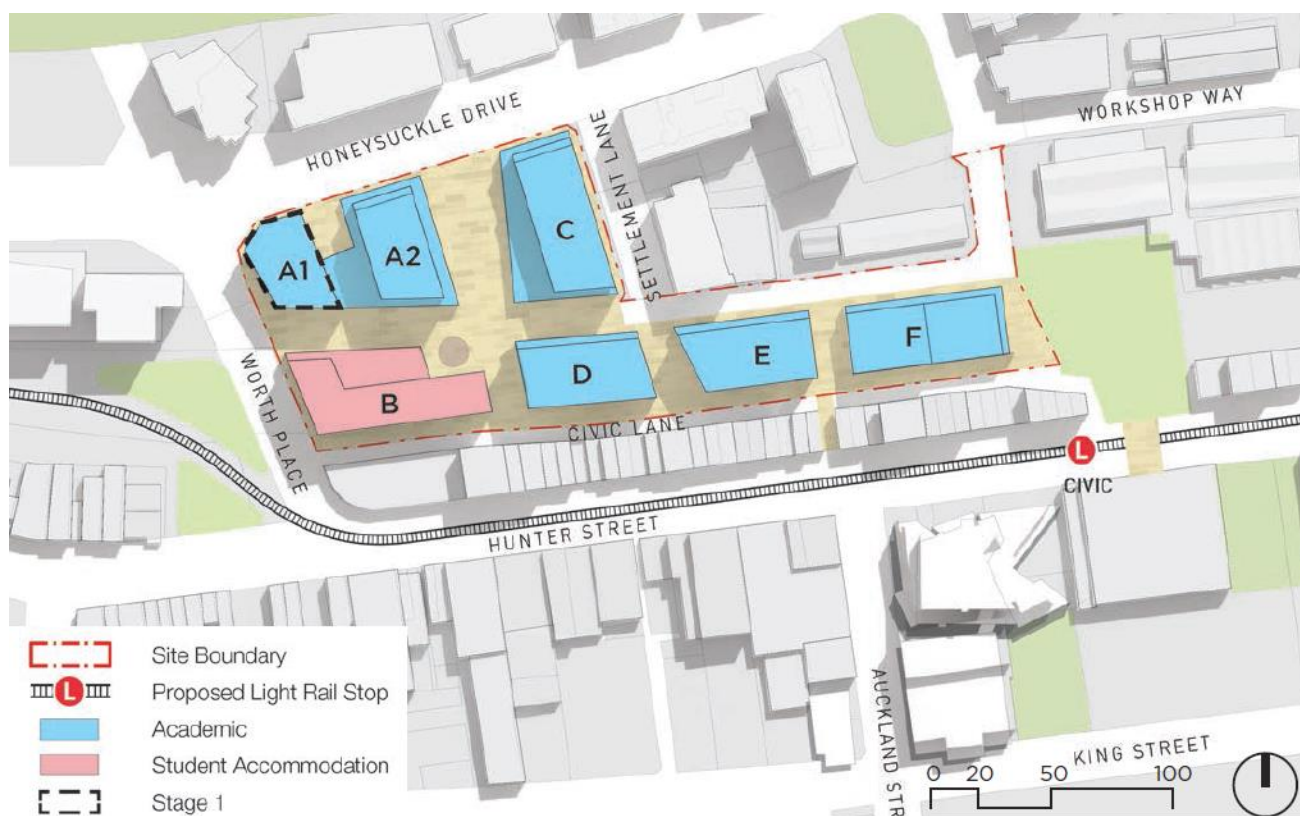 HONEYSUCKLE DRIVE
SETTLEMENT LANE
WORKSHOP WAY
A1
A2
C
B
D
E
F
WORTH PLACE
CIVIC LANE
L
CIVIC
HUNTER STREET
AUCKLAND STR
KING STREET
Site Boundary
L
Proposed Light Rail Stop
Academic
Student Accommodation
Stage 1
0 20 50 100